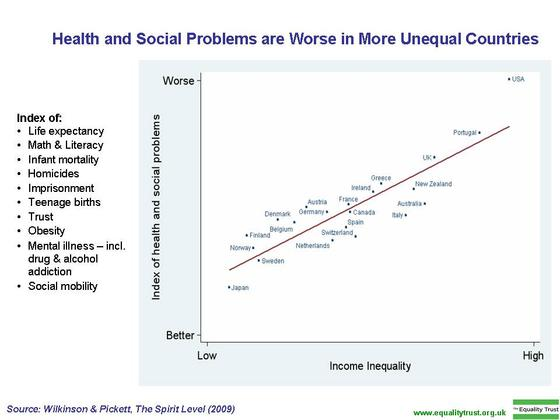 Health and Social Problems are Worse in More Unequal Countries
Index of:
• Life expectancy
• Math & Literacy
• Infant mortality
• Homicides
• Imprisonment
• Teenage births
• Trust
• Obesity
• Mental illness – incl.
drug & alcohol
addiction
• Social mobility
Index of health and social problems
Worse
Better
USA
Portugal
UK
Greece
Ireland
New Zealand
Austria
France
Australia
Denmark
Germany
Canada
Italy
Belgium
Spain
Finland
Switzerland
Norway
Netherlands
Sweden
Japan
Low
High
Income Inequality
Source: Wilkinson & Pickett, The Spirit Level (2009)
www.equalitytrust.org.uk
The Equality Trust